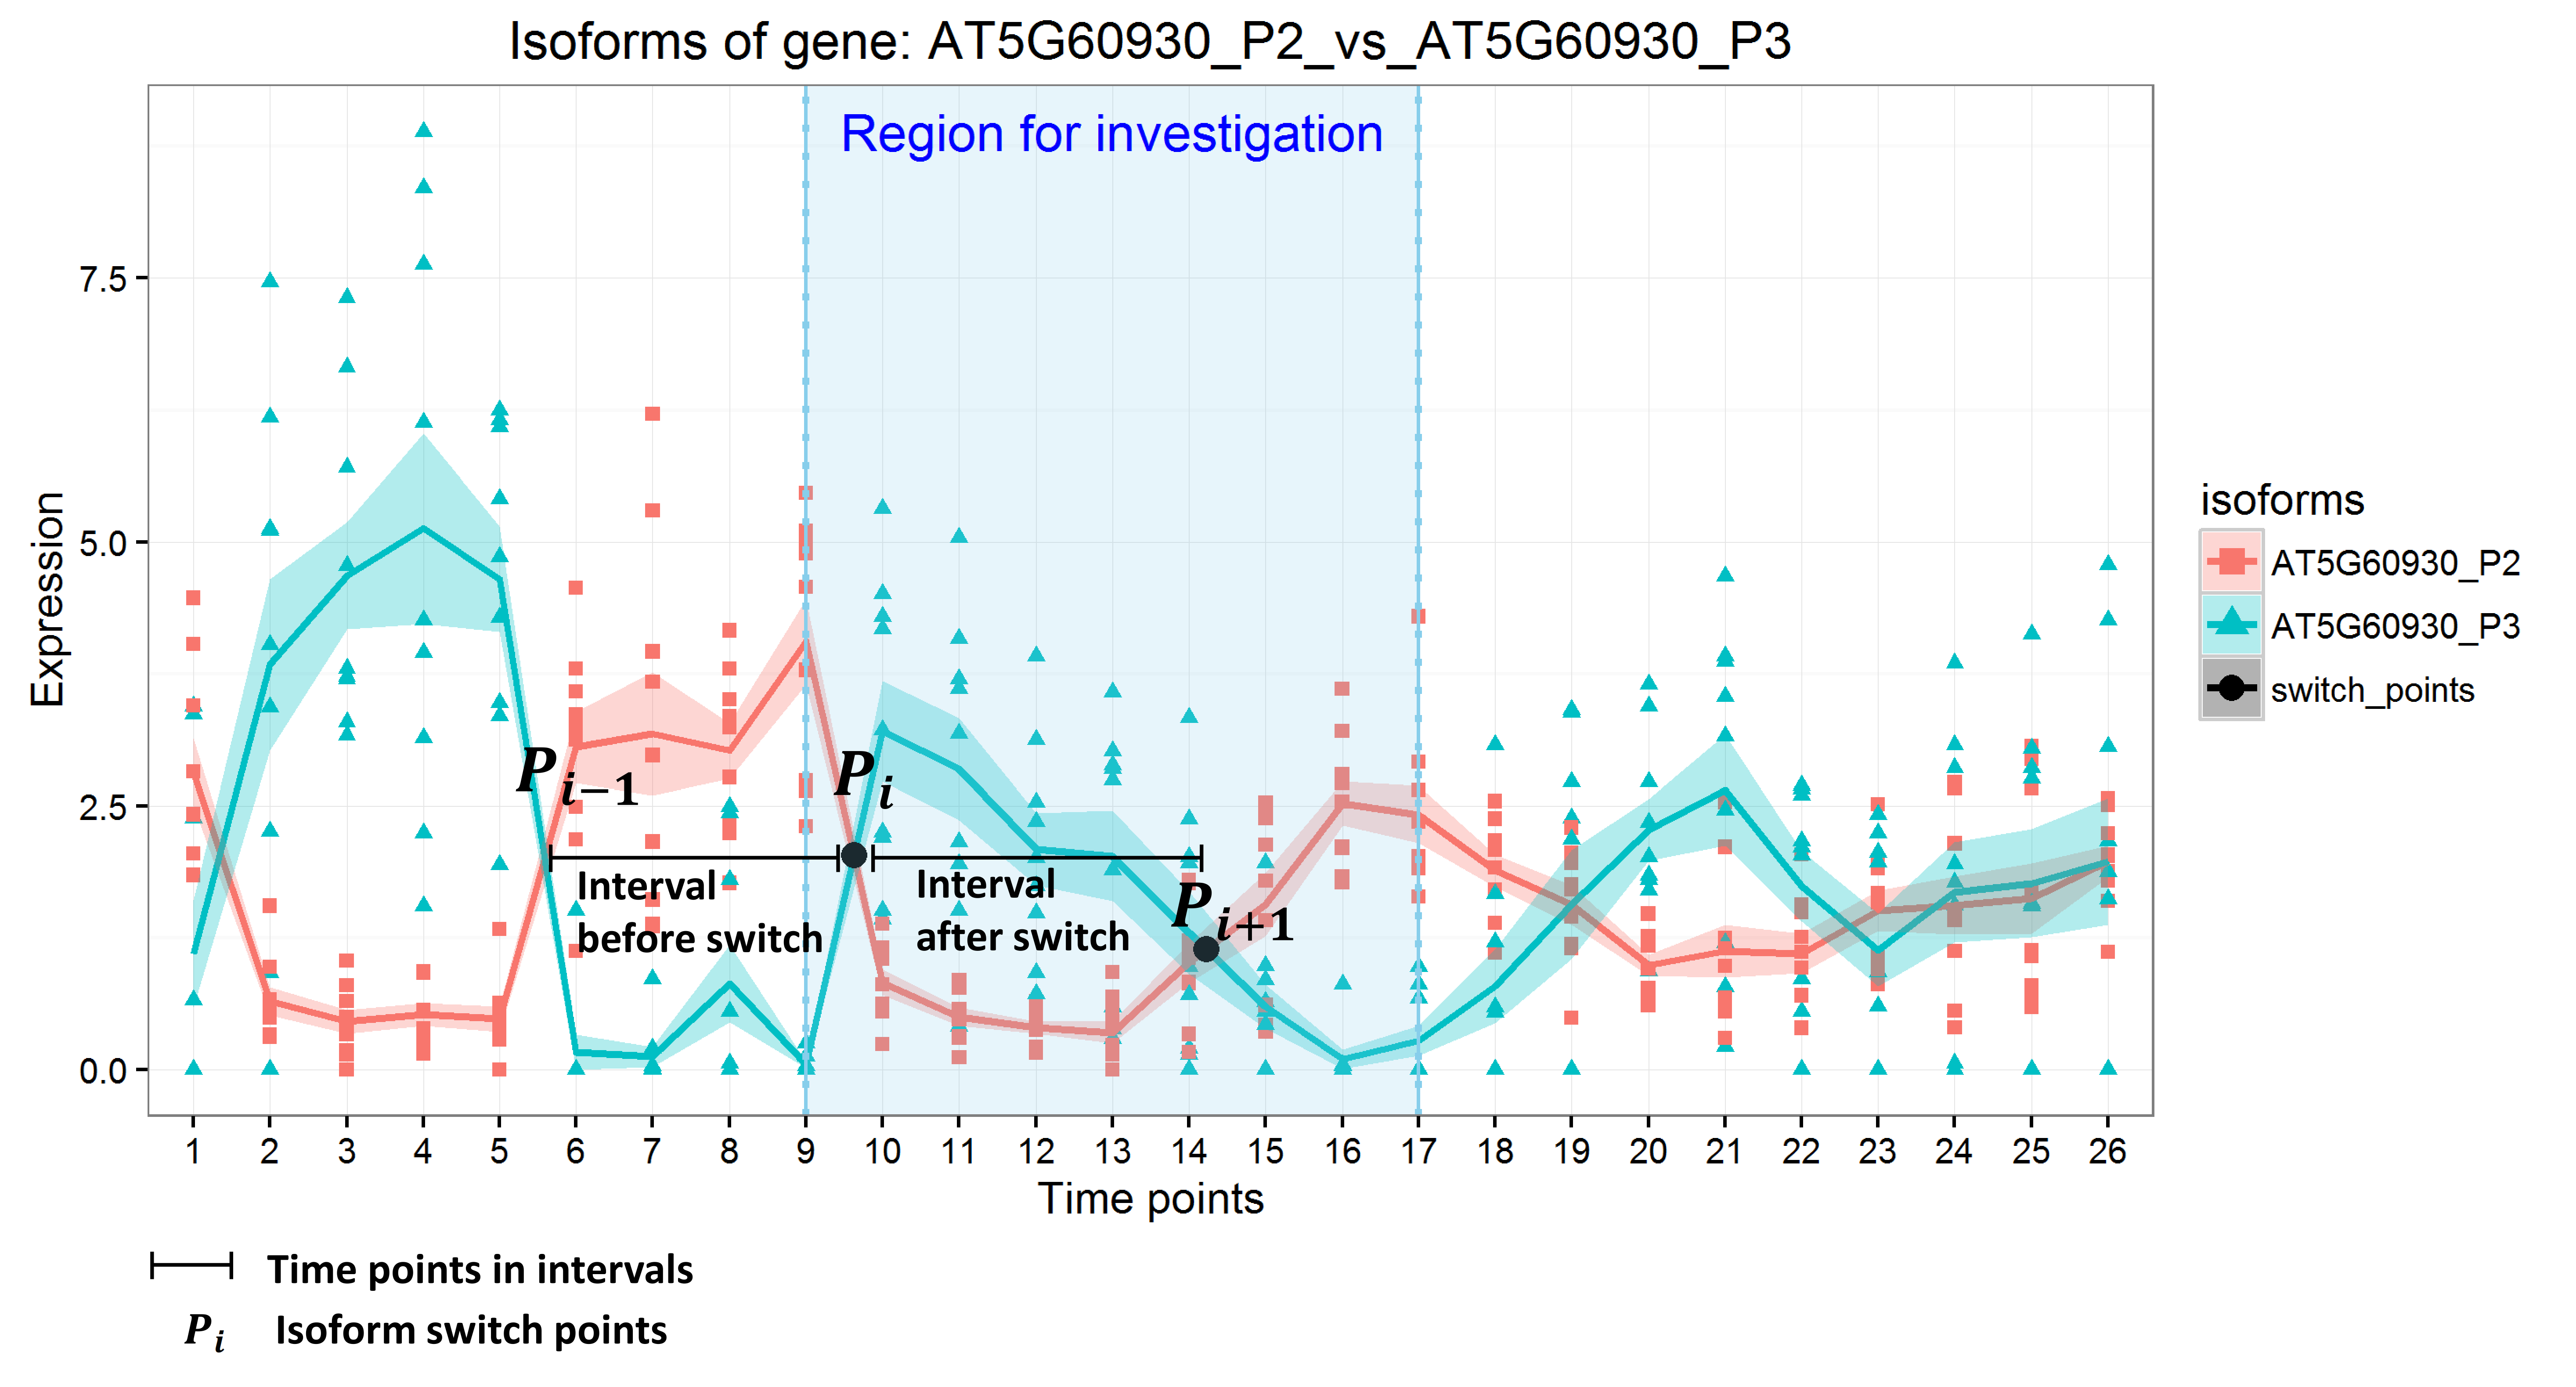 Isoforms of gene: AT5G60930_P2_vs_AT5G60930_P3
Region for investigation
7.5
5.0
2.5
0.0
Expression
P i−1
P i
P i+1
Interval
before switch
Interval
after switch
1 2 3 4 5 6 7 8 9 10 11 12 13 14 15 16 17 18 19 20 21 22 23 24 25 26
Time points
isoforms
AT5G60930_P2
AT5G60930_P3
switch_points
Time points in intervals
P i Isoform switch points